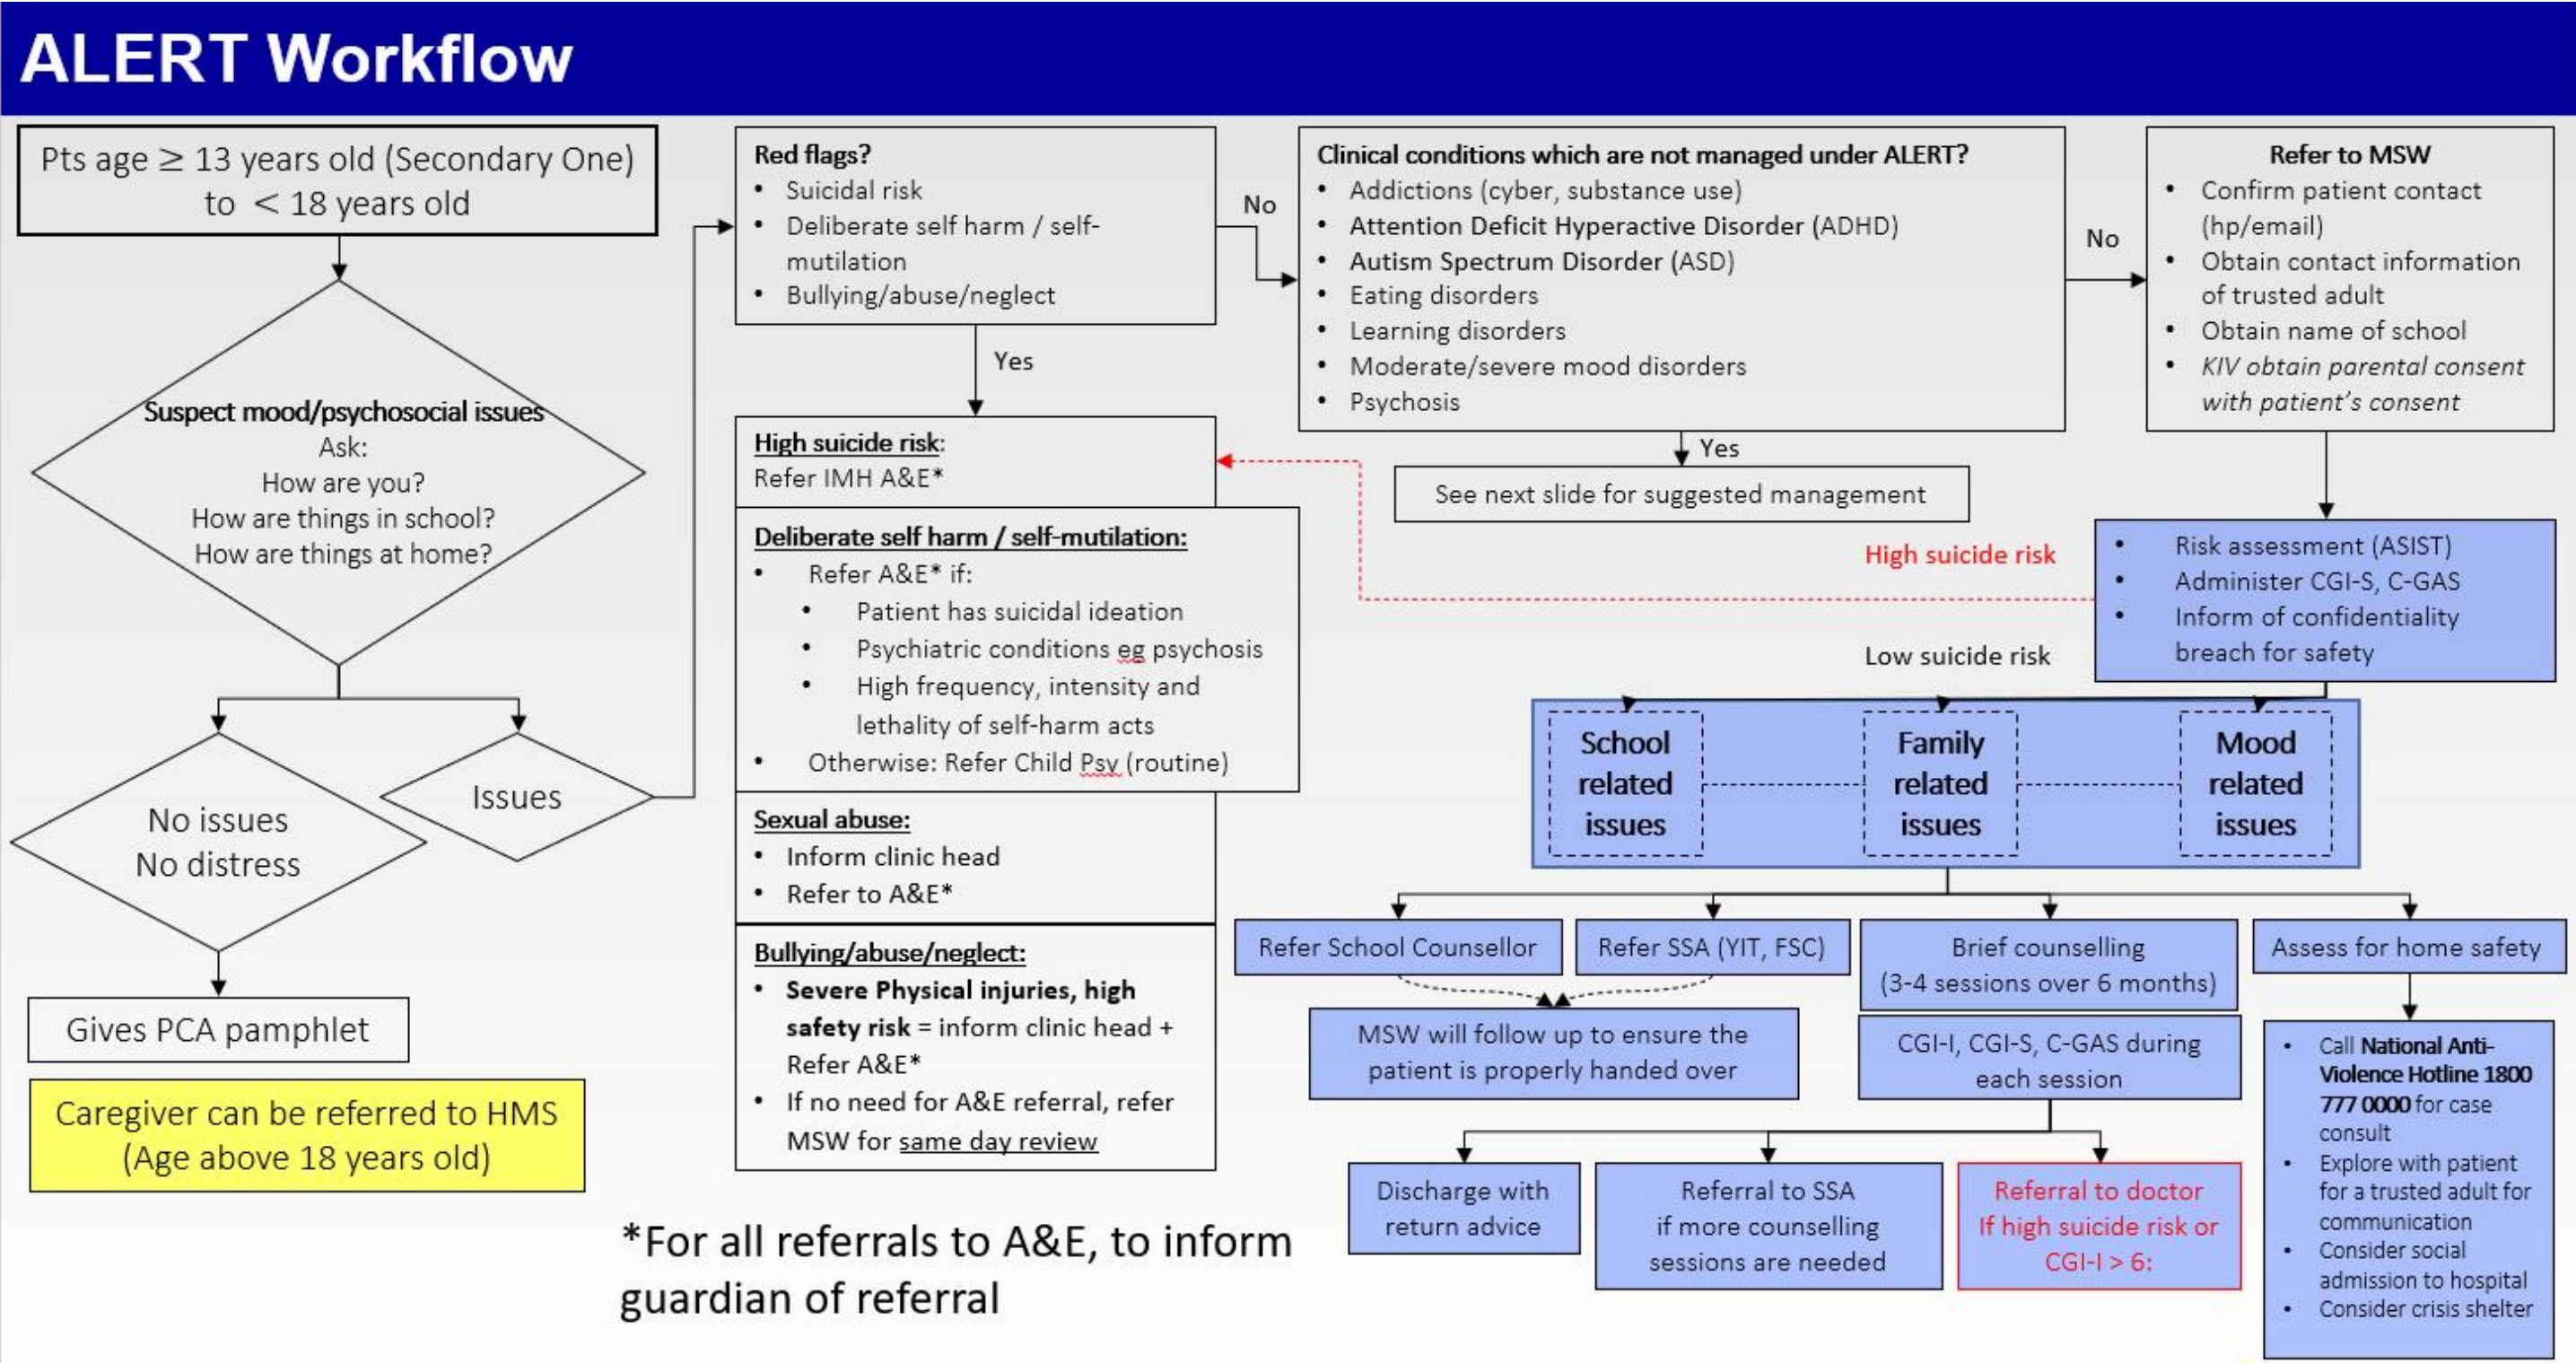 ALERT Workflow
Pts age ≥ 13 years old (Secondary One)
to < 18 years old
Suspect mood/psychosocial issues
Ask:
How are you?
How are things in school?
How are things at home?
No issues
No distress
Issues
Gives PCA pamphlet
Caregiver can be referred to HMS
(Age above 18 years old)
Red flags?
• Suicidal risk
• Deliberate self harm / self-
mutilation
• Bullying/abuse/neglect
No
Yes
High suicide risk:
Refer IMH A&E*
Deliberate self harm / self-mutilation:
• Refer A&E* if:
• Patient has suicidal ideation
• Psychiatric conditions eg psychosis
• High frequency, intensity and
lethality of self-harm acts
• Otherwise: Refer Child Psy (routine)
Sexual abuse:
• Inform clinic head
• Refer to A&E*
Bullying/abuse/neglect:
• Severe Physical injuries, high
safety risk = inform clinic head +
Refer A&E*
• If no need for A&E referral, refer
MSW for same day review
*For all referrals to A&E, to inform
guardian of referral
Clinical conditions which are not managed under ALERT?
• Addictions (cyber, substance use)
• Attention Deficit Hyperactive Disorder (ADHD)
• Autism Spectrum Disorder (ASD)
• Eating disorders
• Learning disorders
• Moderate/severe mood disorders
• Psychosis
No
Yes
See next slide for suggested management
Refer to MSW
• Confirm patient contact
(hp/email)
• Obtain contact information
of trusted adult
• Obtain name of school
• KIV obtain parental consent
with patient's consent
• Risk assessment (ASIST)
• Administer CGI-S, C-GAS
• Inform of confidentiality
breach for safety
High suicide risk
Low suicide risk
School
related
issues
Family
related
issues
Mood
related
issues
Refer School Counsellor
Refer SSA (YIT, FSC)
MSW will follow up to ensure the
patient is properly handed over
Brief counselling
(3-4 sessions over 6 months)
CGI-I, CGI-S, C-GAS during
each session
Discharge with
return advice
Referral to SSA
if more counselling
sessions are needed
Referral to doctor
If high suicide risk or
CGI-I > 6:
Assess for home safety
• Call National Anti-
Violence Hotline 1800
777 0000 for case
consult
• Explore with patient
for a trusted adult for
communication
• Consider social
admission to hospital
• Consider crisis shelter